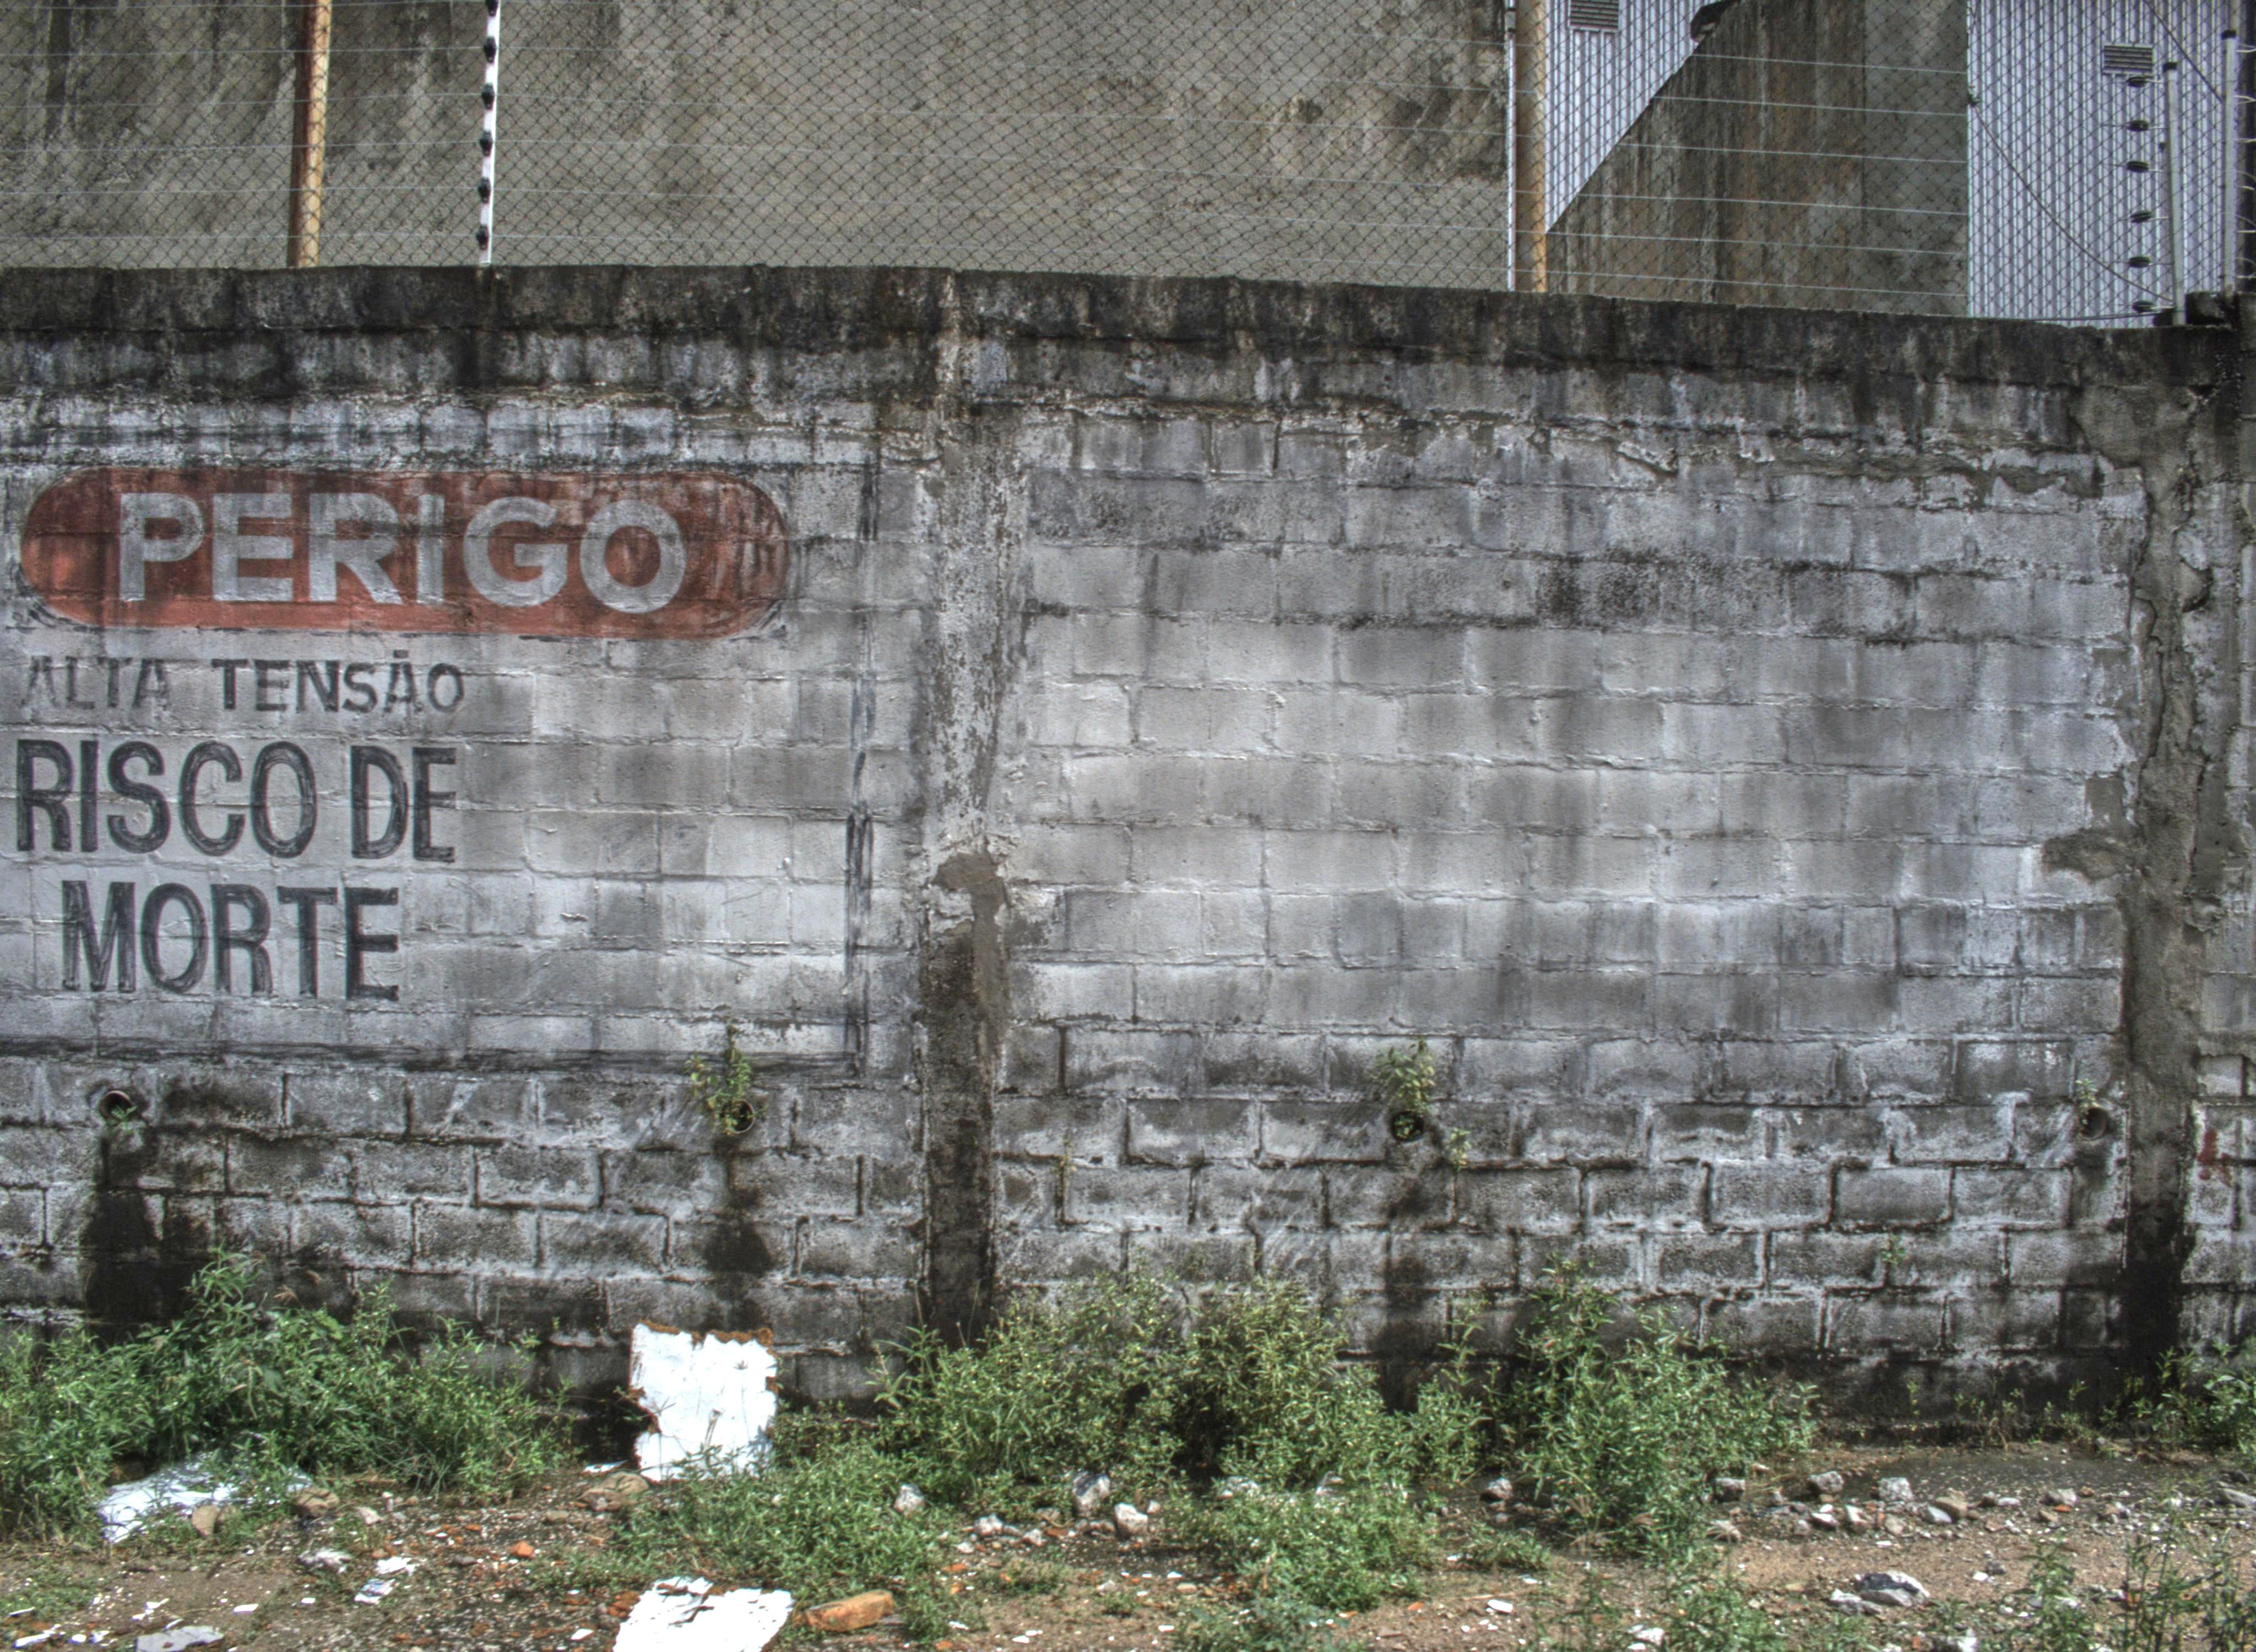 PERIGO
ALTA TENSÃO
RISCO DE
MORTE